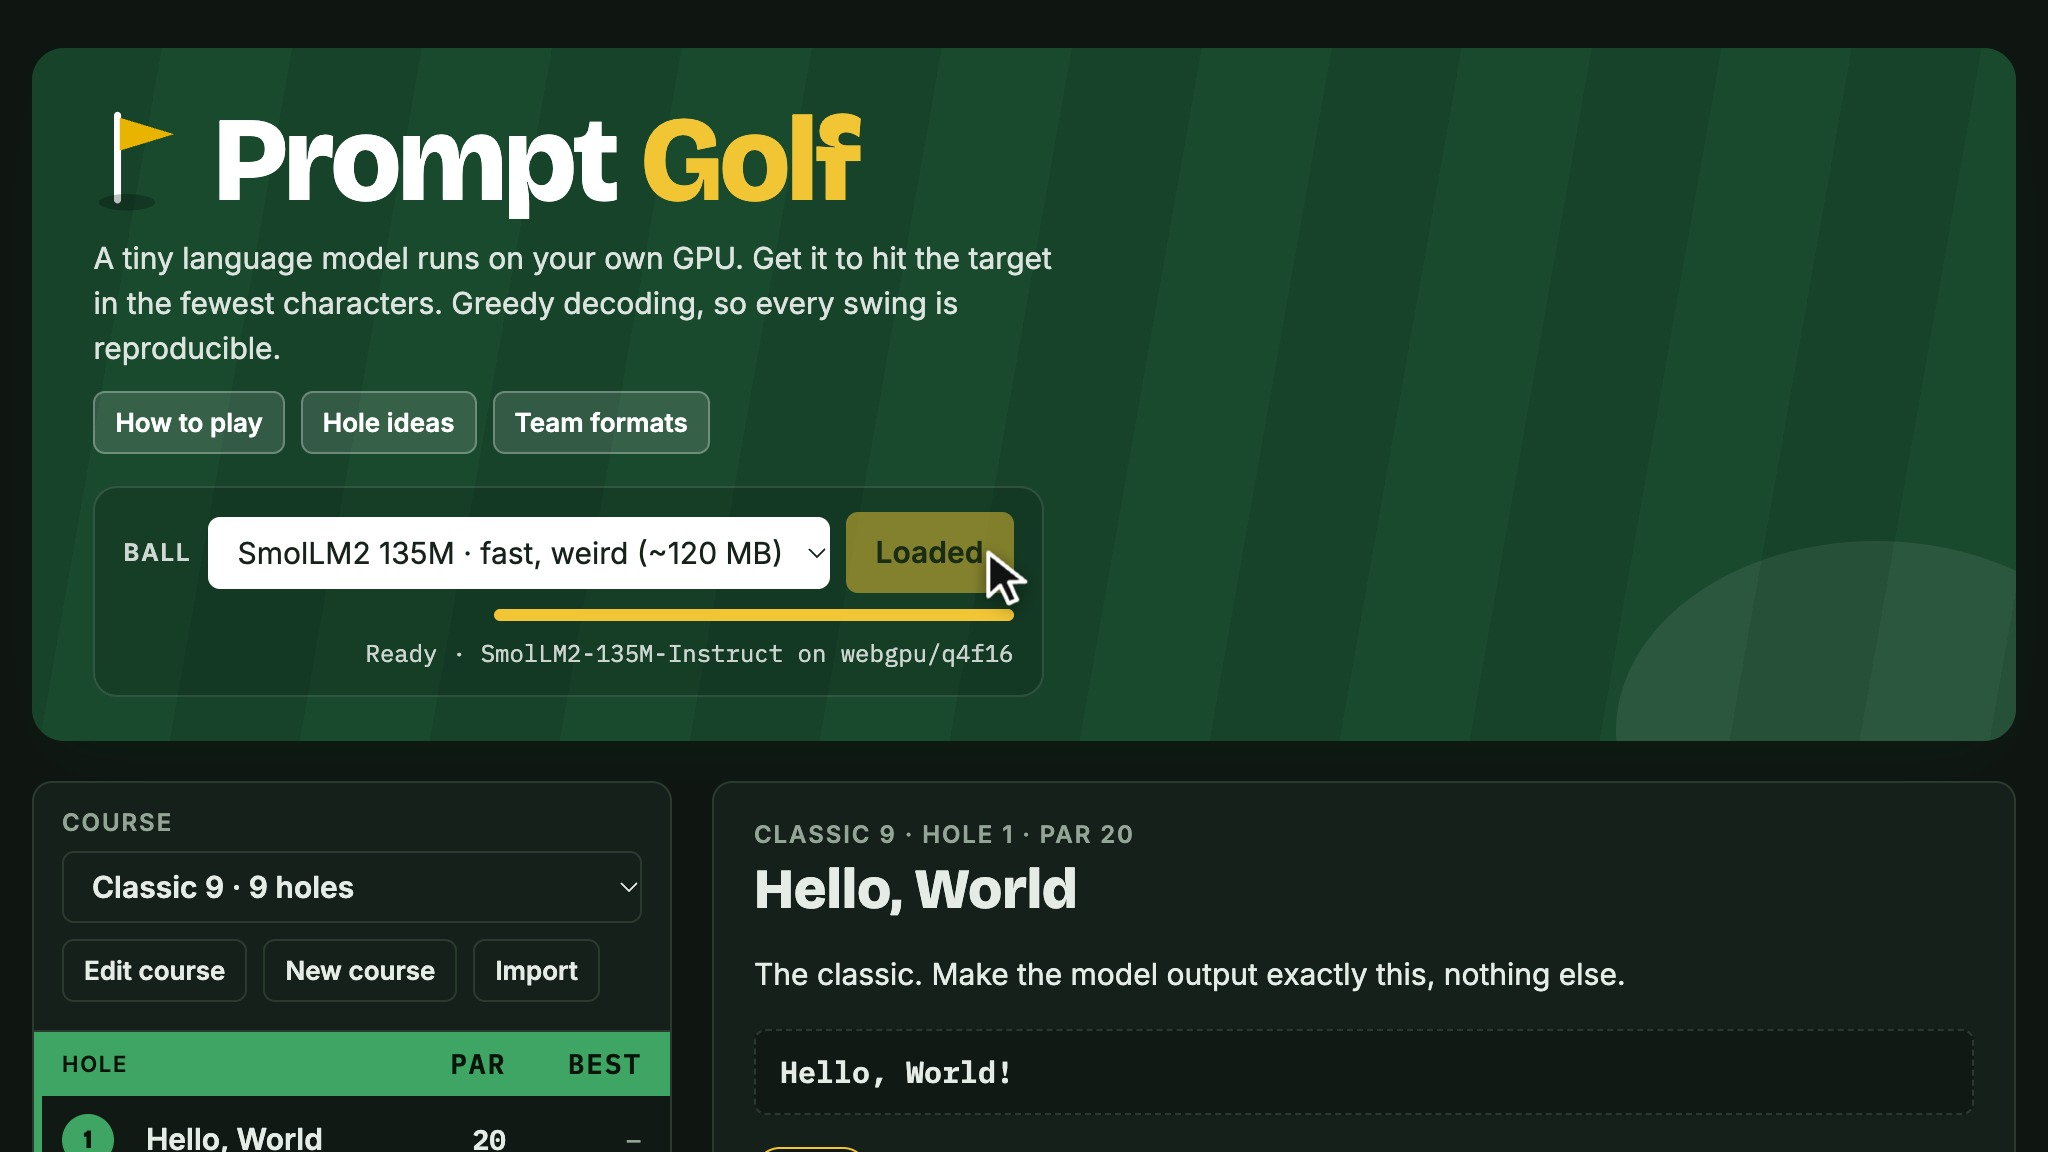 Prompt Golf
A tiny language model runs on your own GPU. Get it to hit the target
in the fewest characters. Greedy decoding, so every swing is
reproducible.
How to play
Hole ideas
Team formats
BALL
SmolLM2 135M · fast, weird (~120 MB)
Loaded
Ready · SmolLM2-135M-Instruct on webgpu/q4f16
COURSE
Classic 9 · 9 holes
Edit course
New course
Import
HOLE PAR BEST
1 Hello, World 20 –
CLASSIC 9 · HOLE 1 · PAR 20
Hello, World
The classic. Make the model output exactly this, nothing else.
Hello, World!